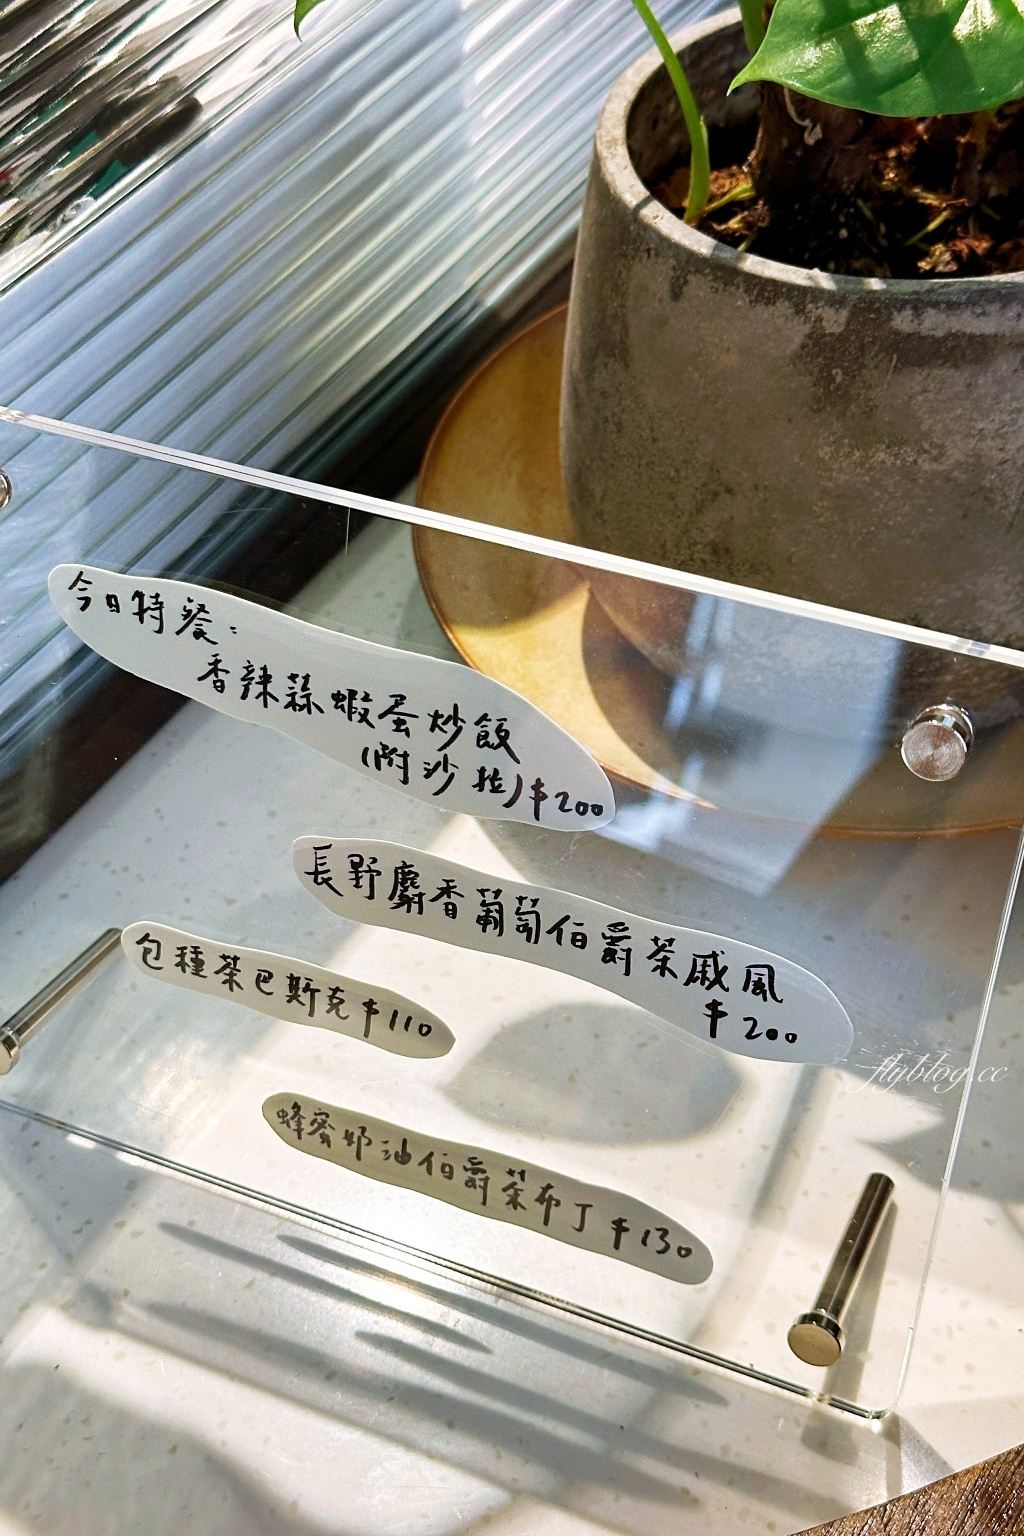 今日特餐：
香辣蒜蝦蛋炒飯
(附沙拉)$200
長野麝香葡萄伯爵茶戚風
$200
包種茶巴斯克$110
蜂蜜奶油伯爵茶布丁$130
flyblog.cc